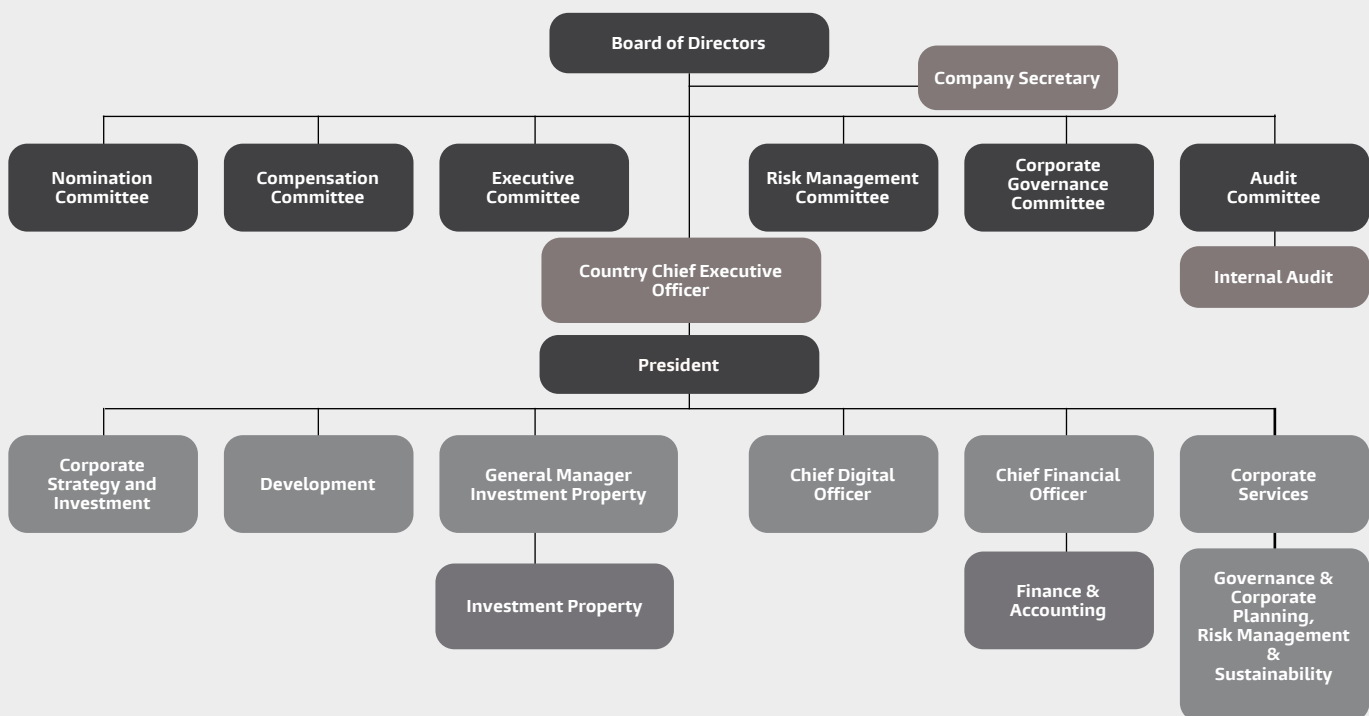 Board of Directors
Company Secretary
Nomination
Committee
Compensation
Committee
Executive
Committee
Risk Management
Committee
Corporate
Governance
Committee
Audit
Committee
Country Chief Executive
Officer
Internal Audit
President
Corporate
Strategy and
Investment
Development
General Manager
Investment Property
Chief Digital
Officer
Chief Financial
Officer
Corporate
Services
Investment Property
Finance &
Accounting
Governance &
Corporate
Planning,
Risk Management
&
Sustainability